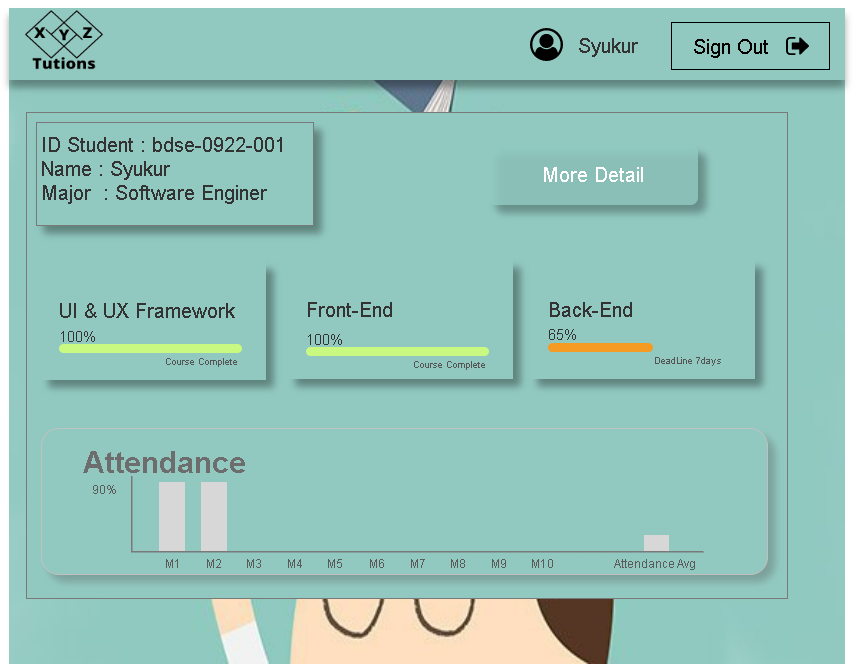 X Y Z
Tutions
Syukur
Sign Out
ID Student : bdse-0922-001
Name : Syukur
Major : Software Enginer
More Detail
UI & UX Framework
100%
Course Complete
Front-End
100%
Course Complete
Back-End
65%
DeadLine 7days
Attendance
90%
M1 M2 M3 M4 M5 M6 M7 M8 M9 M10 Attendance Avg